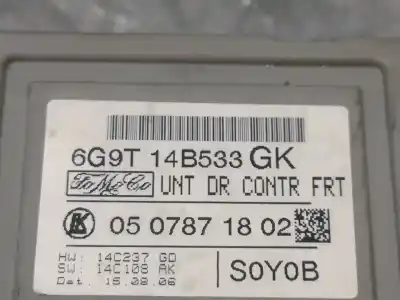 6G9T 14B533 GK
FoMoCo UNT DR CONTR FRT
05 0787 18 02
HW: 14C237 GD
SW: 14C108 AK
Dat: 15.09.06
S0Y0B